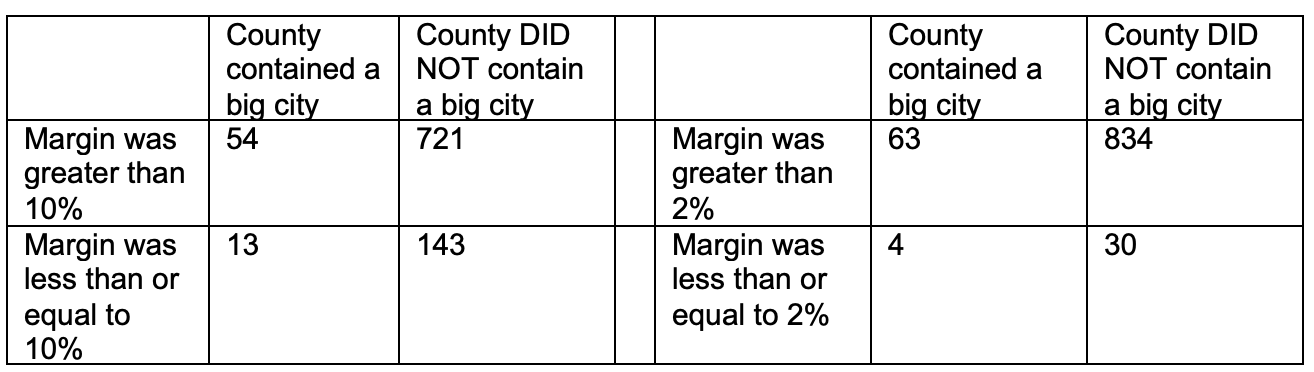 County
contained a
big city
County DID
NOT contain
a big city
County
contained a
big city
County DID
NOT contain
a big city
Margin was
greater than
10%
54
721
Margin was
greater than
2%
63
834
Margin was
less than or
equal to
10%
13
143
Margin was
less than or
equal to 2%
4
30